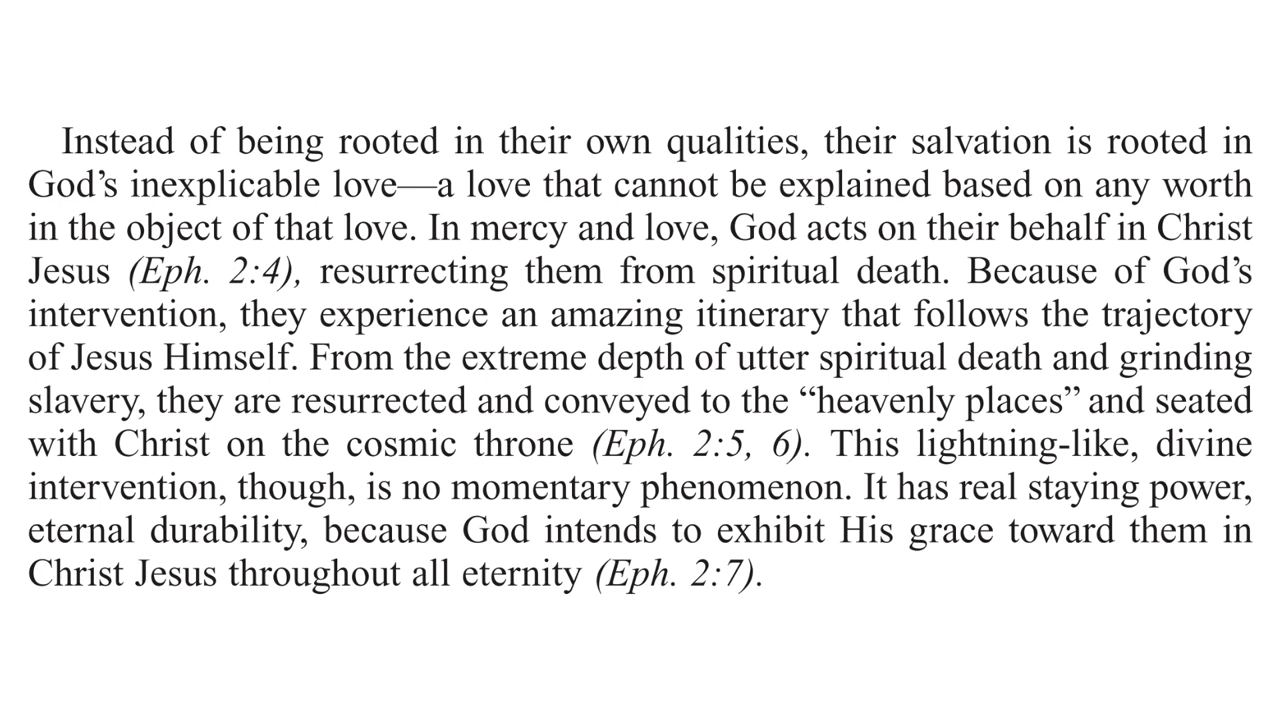 Instead of being rooted in their own qualities, their salvation is rooted in
God’s inexplicable love—a love that cannot be explained based on any worth
in the object of that love. In mercy and love, God acts on their behalf in Christ
Jesus (Eph. 2:4), resurrecting them from spiritual death. Because of God’s
intervention, they experience an amazing itinerary that follows the trajectory
of Jesus Himself. From the extreme depth of utter spiritual death and grinding
slavery, they are resurrected and conveyed to the “heavenly places” and seated
with Christ on the cosmic throne (Eph. 2:5, 6). This lightning-like, divine
intervention, though, is no momentary phenomenon. It has real staying power,
eternal durability, because God intends to exhibit His grace toward them in
Christ Jesus throughout all eternity (Eph. 2:7).